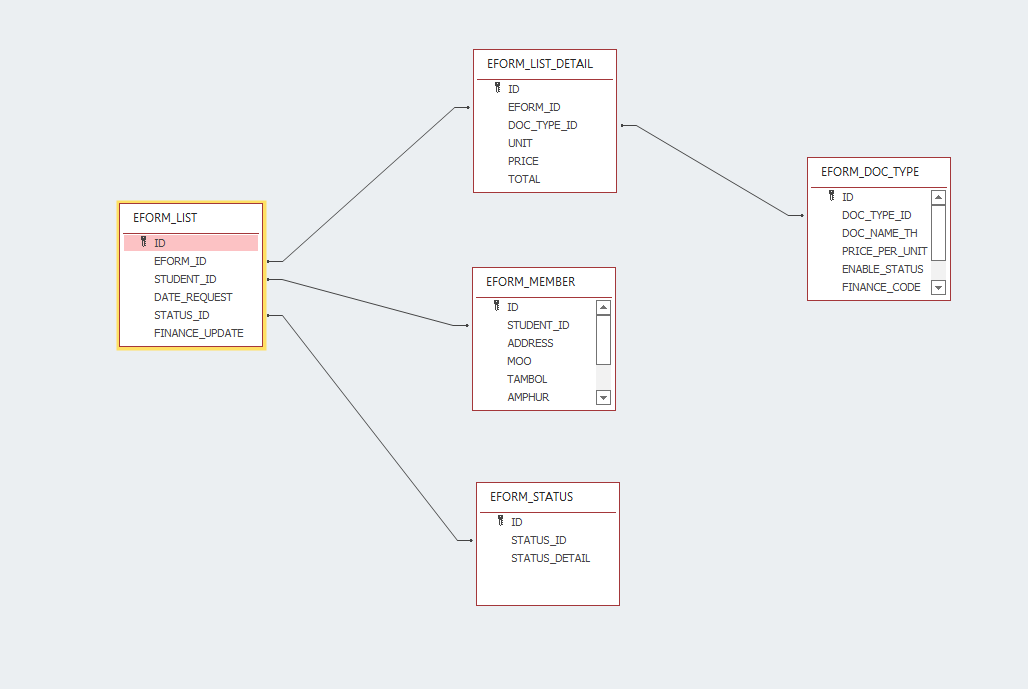 EFORM_LIST
ID
EFORM_ID
STUDENT_ID
DATE_REQUEST
STATUS_ID
FINANCE_UPDATE
EFORM_LIST_DETAIL
ID
EFORM_ID
DOC_TYPE_ID
UNIT
PRICE
TOTAL
EFORM_MEMBER
ID
STUDENT_ID
ADDRESS
MOO
TAMBOL
AMPHUR
EFORM_STATUS
ID
STATUS_ID
STATUS_DETAIL
EFORM_DOC_TYPE
ID
DOC_TYPE_ID
DOC_NAME_TH
PRICE_PER_UNIT
ENABLE_STATUS
FINANCE_CODE